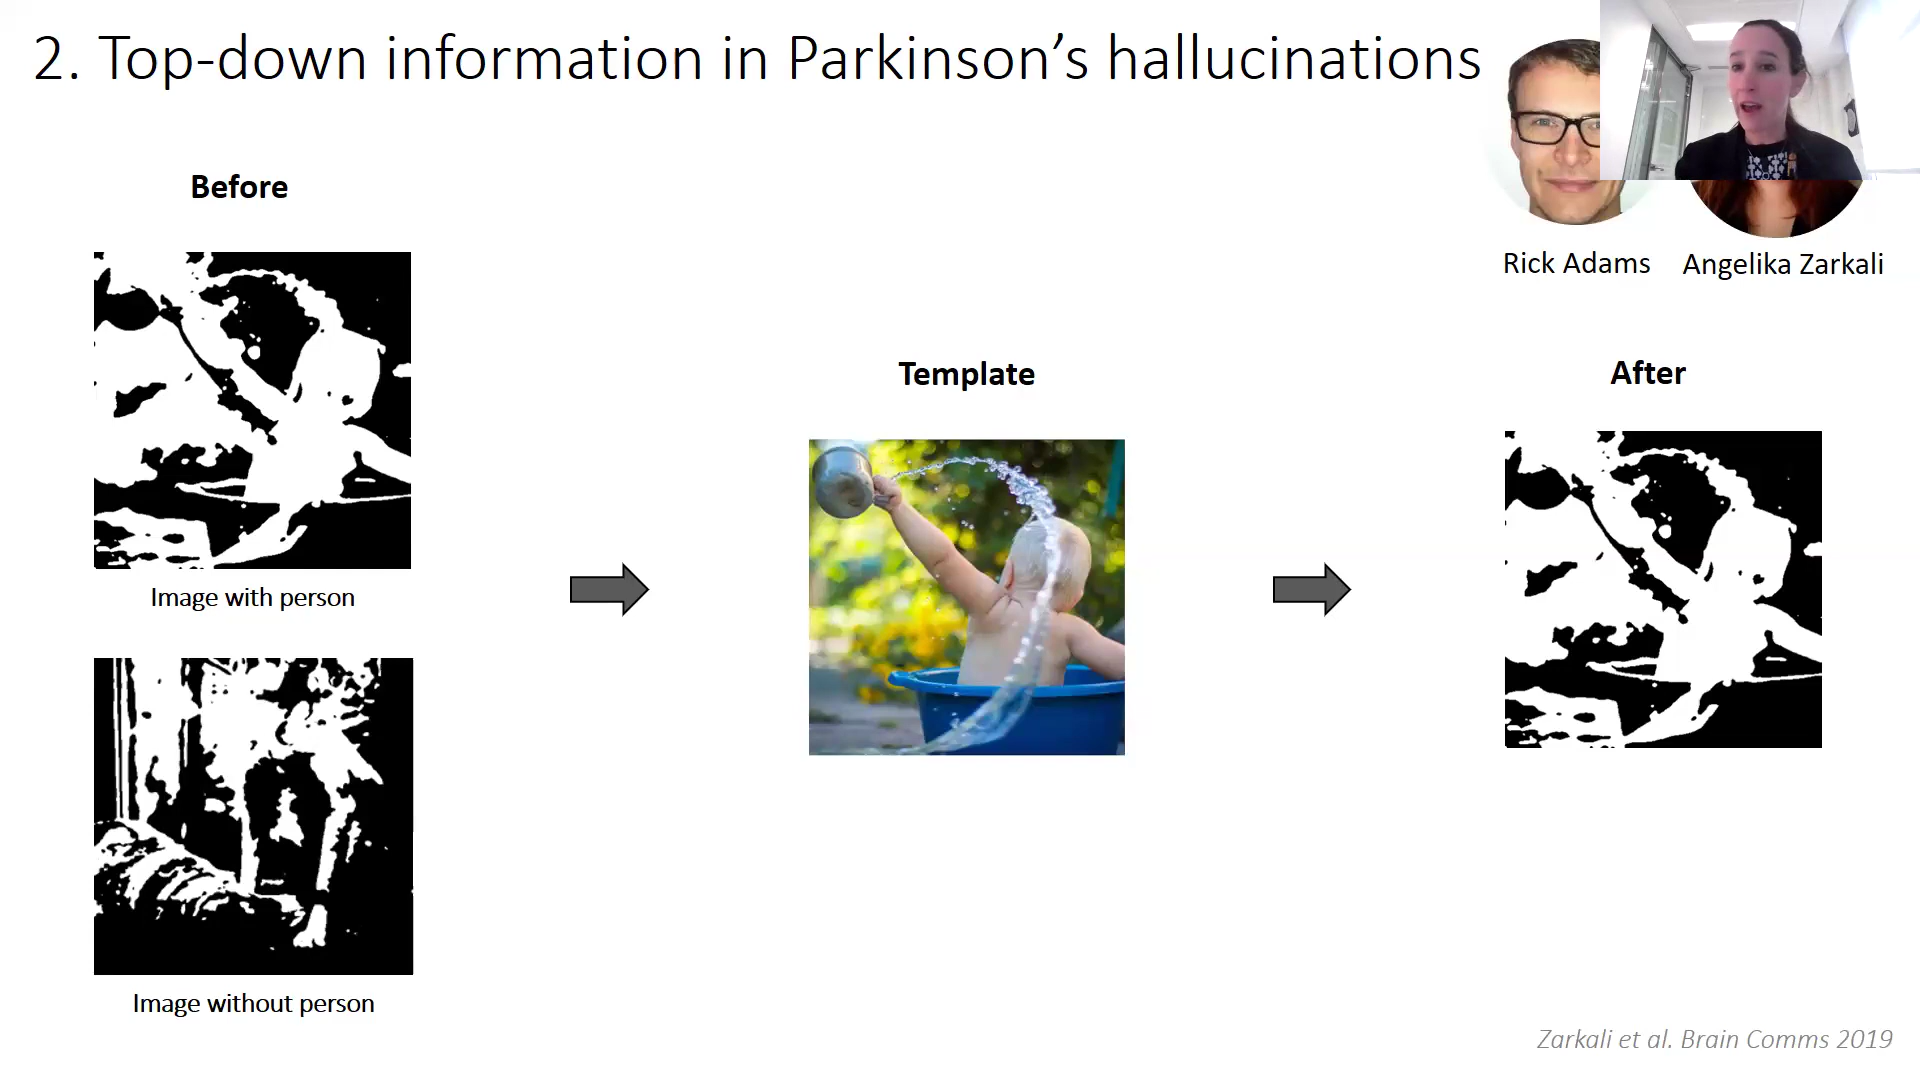 2. Top-down information in Parkinson’s hallucinations
Before
Rick Adams
Angelika Zarkali
Template
After
Image with person
Image without person
Zarkali et al. Brain Comms 2019